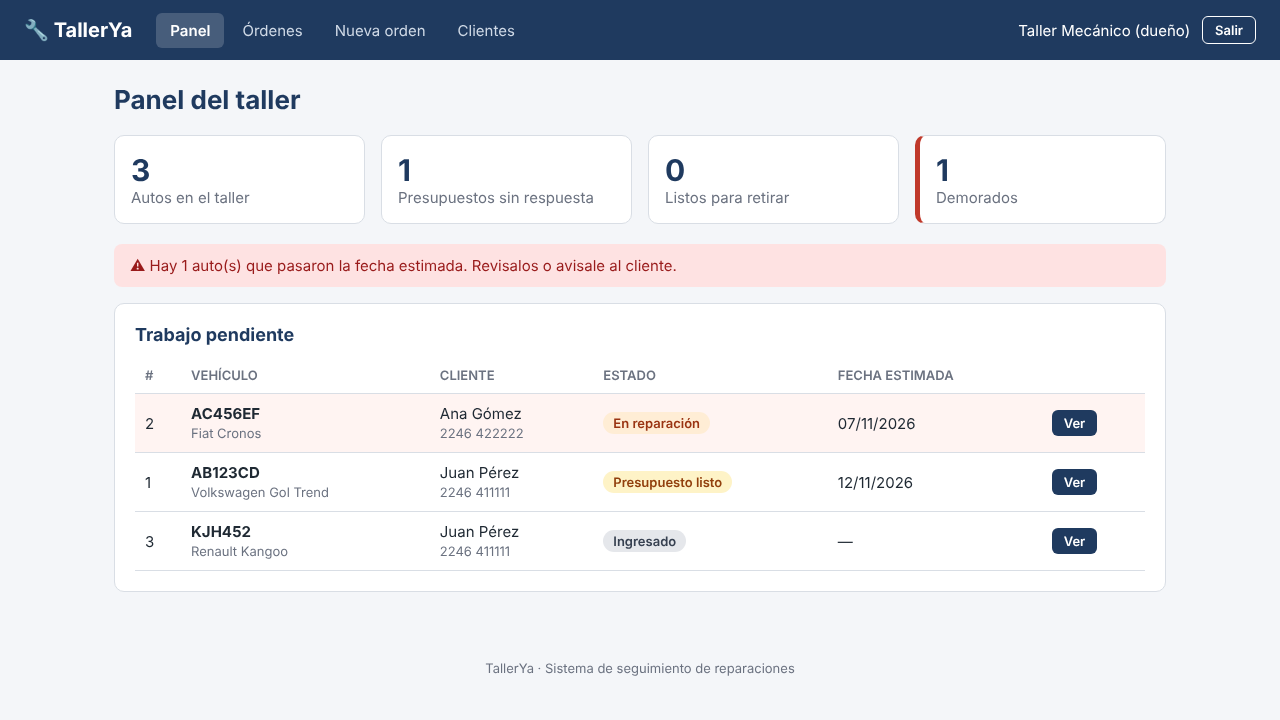 🔧 TallerYa Panel Órdenes Nueva orden Clientes Taller Mecánico (dueño) Salir
Panel del taller
3
Autos en el taller
1
Presupuestos sin respuesta
0
Listos para retirar
1
Demorados
⚠ Hay 1 auto(s) que pasaron la fecha estimada. Revisalos o avisale al cliente.
Trabajo pendiente
# VEHÍCULO CLIENTE ESTADO FECHA ESTIMADA
2 AC456EF Ana Gómez En reparación 07/11/2026 Ver
Fiat Cronos 2246 422222
1 AB123CD Juan Pérez Presupuesto listo 12/11/2026 Ver
Volkswagen Gol Trend 2246 411111
3 KJH452 Juan Pérez Ingresado — Ver
Renault Kangoo 2246 411111
TallerYa · Sistema de seguimiento de reparaciones